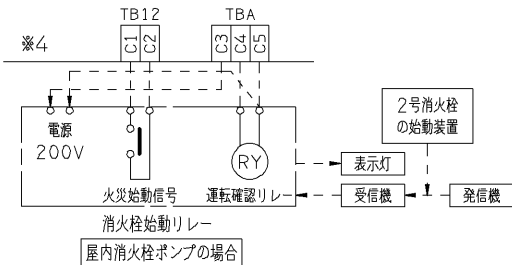 ※4
TB12
TBA
C1
C2
C3
C4
C5
電源
200V
RY
火災始動信号
運転確認リレー
消火栓始動リレー
屋内消火栓ポンプの場合
2号消火栓
の始動装置
表示灯
受信機
発信機